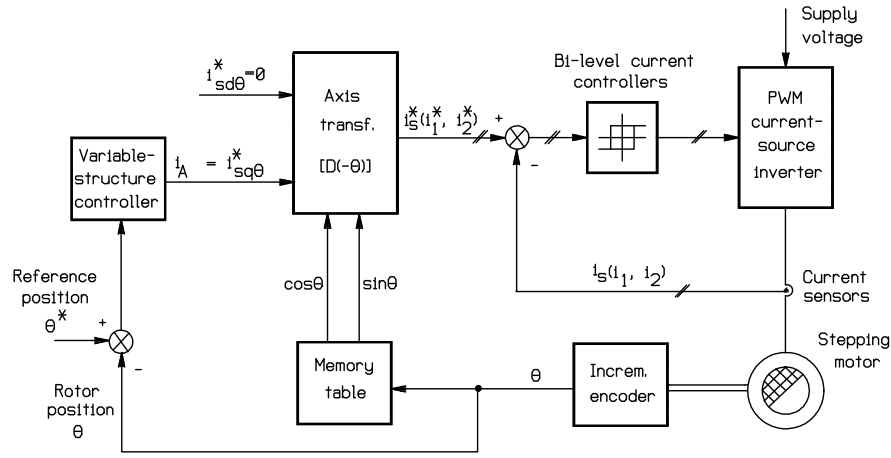 Supply
voltage
Bi-level current
controllers
i*sdθ=0
Axis
transf.
[D(-θ)]
i*s(i*1, i*2)
+
-
PWM
current-
source
inverter
Variable-
structure
controller
iA = i*sqθ
Reference
position
θ*
+
-
cosθ
sinθ
is(i1, i2)
Current
sensors
Stepping
motor
Memory
table
θ
Increm.
encoder
Rotor
position
θ